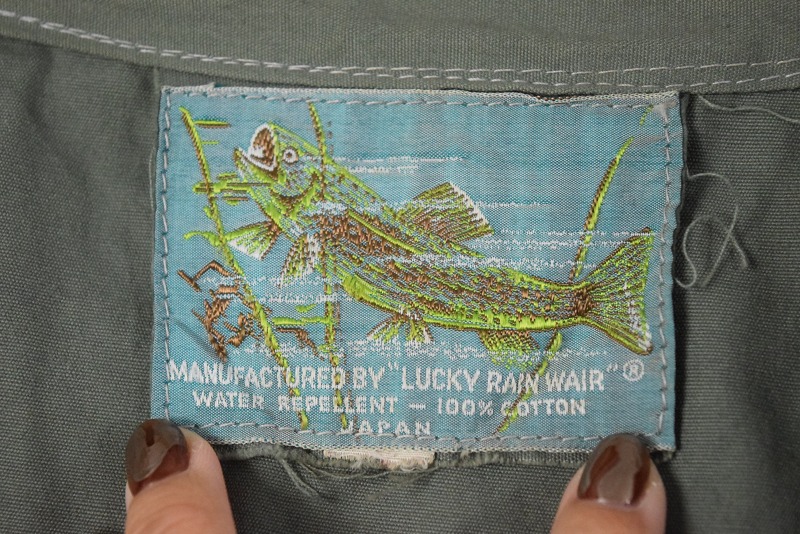 MANUFACTURED BY "LUCKY RAIN WAIR" ®
WATER REPELLENT — 100% COTTON
JAPAN